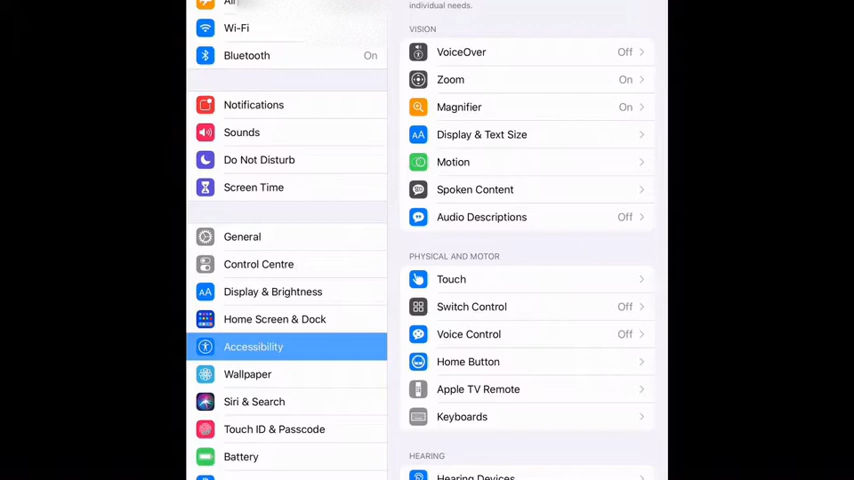 individual needs.
Wi-Fi
Bluetooth On
Notifications
Sounds
Do Not Disturb
Screen Time
General
Control Centre
Display & Brightness
Home Screen & Dock
Accessibility
Wallpaper
Siri & Search
Touch ID & Passcode
Battery
VISION
VoiceOver Off
Zoom On
Magnifier On
Display & Text Size
Motion
Spoken Content
Audio Descriptions Off
PHYSICAL AND MOTOR
Touch
Switch Control Off
Voice Control Off
Home Button
Apple TV Remote
Keyboards
HEARING
Hearing Devices